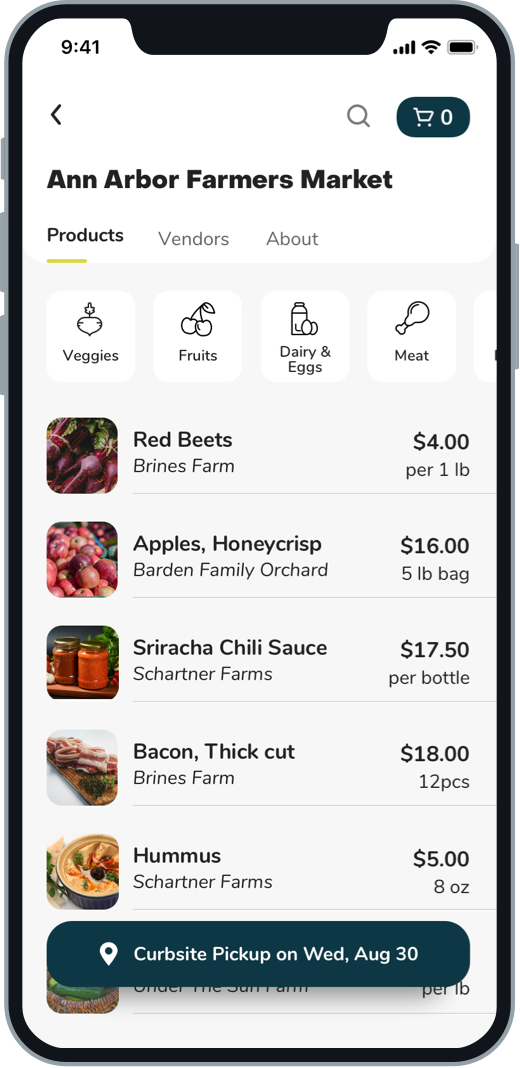 9:41
0
Ann Arbor Farmers Market
Products Vendors About
Veggies
Fruits
Dairy &
Eggs
Meat
Red Beets
$4.00
Brines Farm
per 1 lb
Apples, Honeycrisp
$16.00
Barden Family Orchard
5 lb bag
Sriracha Chili Sauce
$17.50
Schartner Farms
per bottle
Bacon, Thick cut
$18.00
Brines Farm
12pcs
Hummus
$5.00
Schartner Farms
8 oz
Curbsite Pickup on Wed, Aug 30
Under The Sun Farm
per lb